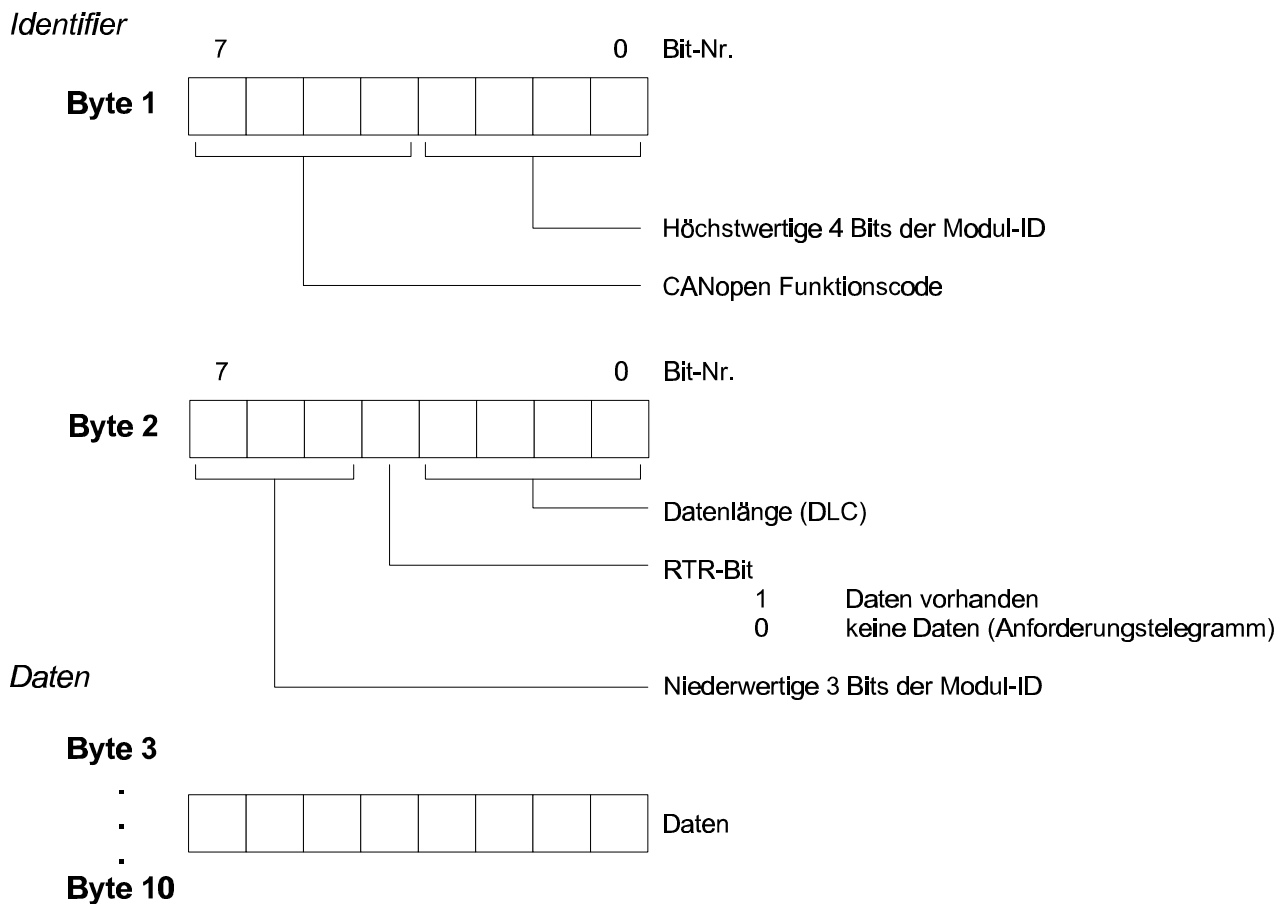 Identifier
7 0 Bit-Nr.
Byte 1
Höchstwertige 4 Bits der Modul-ID
CANopen Funktionscode
7 0 Bit-Nr.
Byte 2
Datenlänge (DLC)
RTR-Bit
1 Daten vorhanden
0 keine Daten (Anforderungstelegramm)
Niederwertige 3 Bits der Modul-ID
Daten
Byte 3
.
.
.
Daten
Byte 10